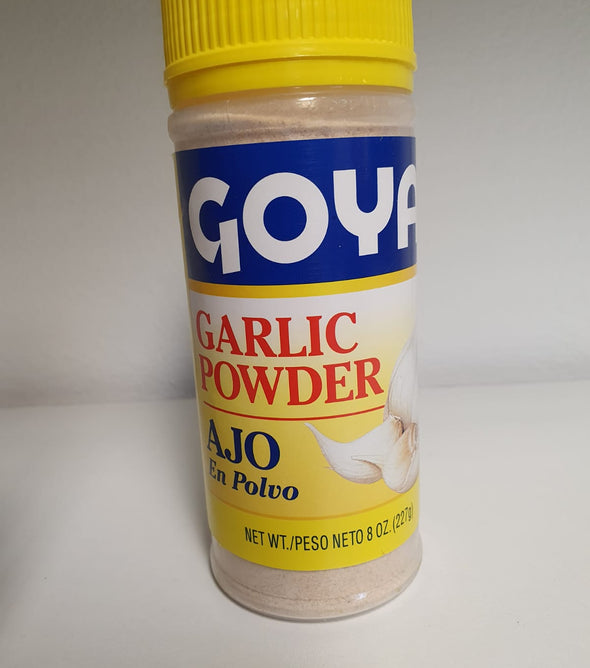 GOYA
GARLIC
POWDER
AJO
En Polvo
NET WT./PESO NETO 8 OZ. (227g)